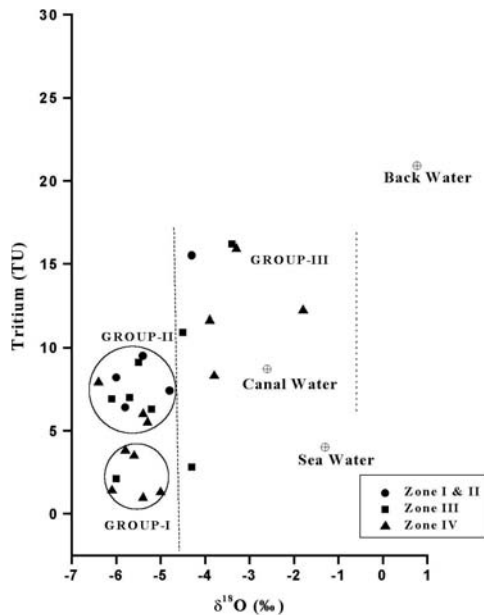 30
25
20
15
10
5
0
Tritium (TU)
Back Water
GROUP-III
GROUP-II
Canal Water
Sea Water
GROUP-I
Zone I & II
Zone III
Zone IV
-7 -6 -5 -4 -3 -2 -1 0 1
δ¹⁸O (‰)